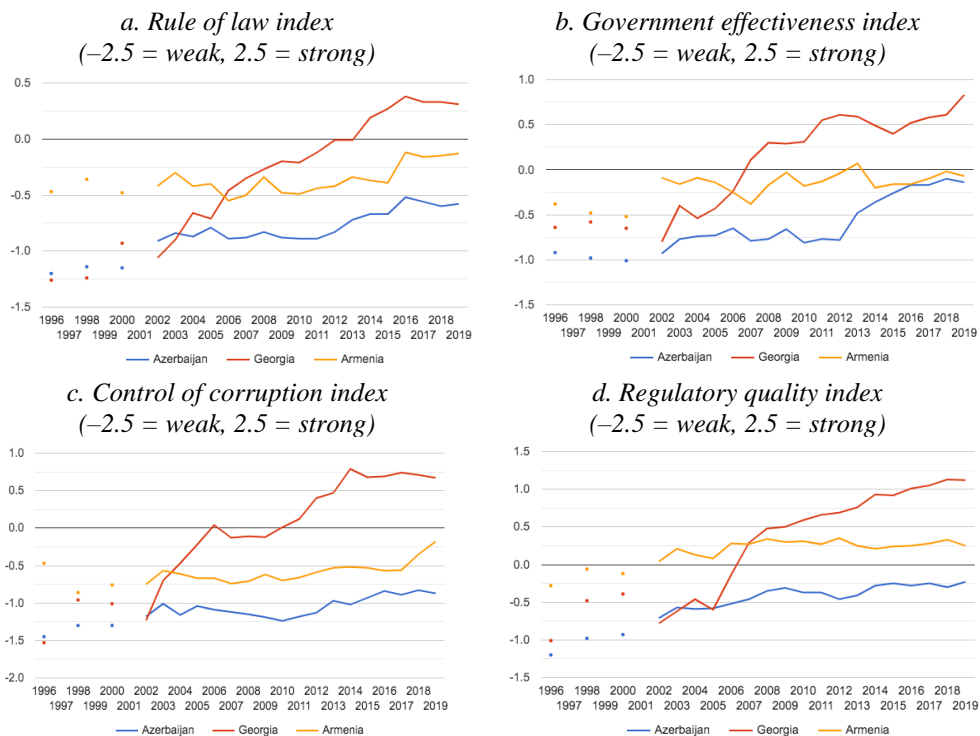 a. Rule of law index
(–2.5 = weak, 2.5 = strong)
0.5
0.0
-0.5
-1.0
-1.5
1996 1998 2000 2002 2004 2006 2008 2010 2012 2014 2016 2018
1997 1999 2001 2003 2005 2007 2009 2011 2013 2015 2017 2019
Azerbaijan Georgia Armenia
b. Government effectiveness index
(–2.5 = weak, 2.5 = strong)
1.0
0.5
0.0
-0.5
-1.0
-1.5
1996 1998 2000 2002 2004 2006 2008 2010 2012 2014 2016 2018
1997 1999 2001 2003 2005 2007 2009 2011 2013 2015 2017 2019
Azerbaijan Georgia Armenia
c. Control of corruption index
(–2.5 = weak, 2.5 = strong)
1.0
0.5
0.0
-0.5
-1.0
-1.5
-2.0
1996 1998 2000 2002 2004 2006 2008 2010 2012 2014 2016 2018
1997 1999 2001 2003 2005 2007 2009 2011 2013 2015 2017 2019
Azerbaijan Georgia Armenia
d. Regulatory quality index
(–2.5 = weak, 2.5 = strong)
1.5
1.0
0.5
0.0
-0.5
-1.0
-1.5
1996 1998 2000 2002 2004 2006 2008 2010 2012 2014 2016 2018
1997 1999 2001 2003 2005 2007 2009 2011 2013 2015 2017 2019
Azerbaijan Georgia Armenia